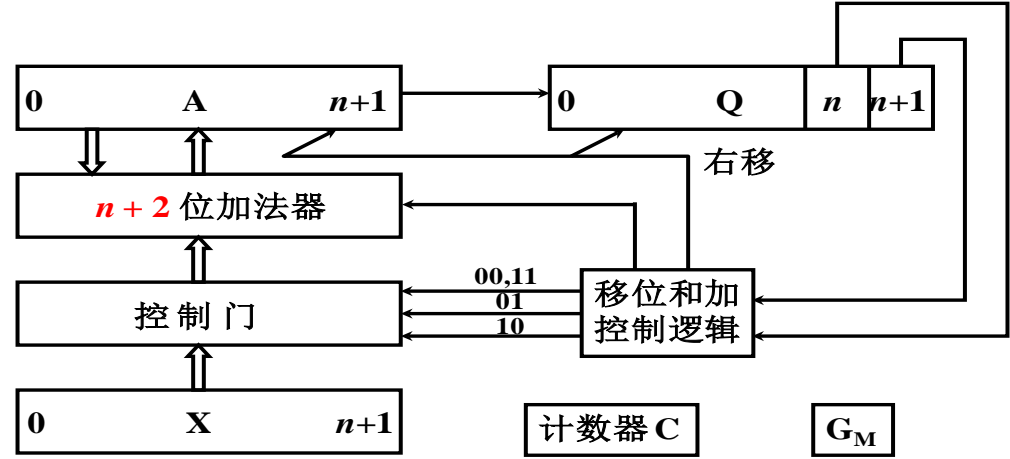 0 A n+1
0 Q n n+1
右移
n + 2 位加法器
00,11
01
10
控制门
移位和加
控制逻辑
0 X n+1
计数器 C
G_M